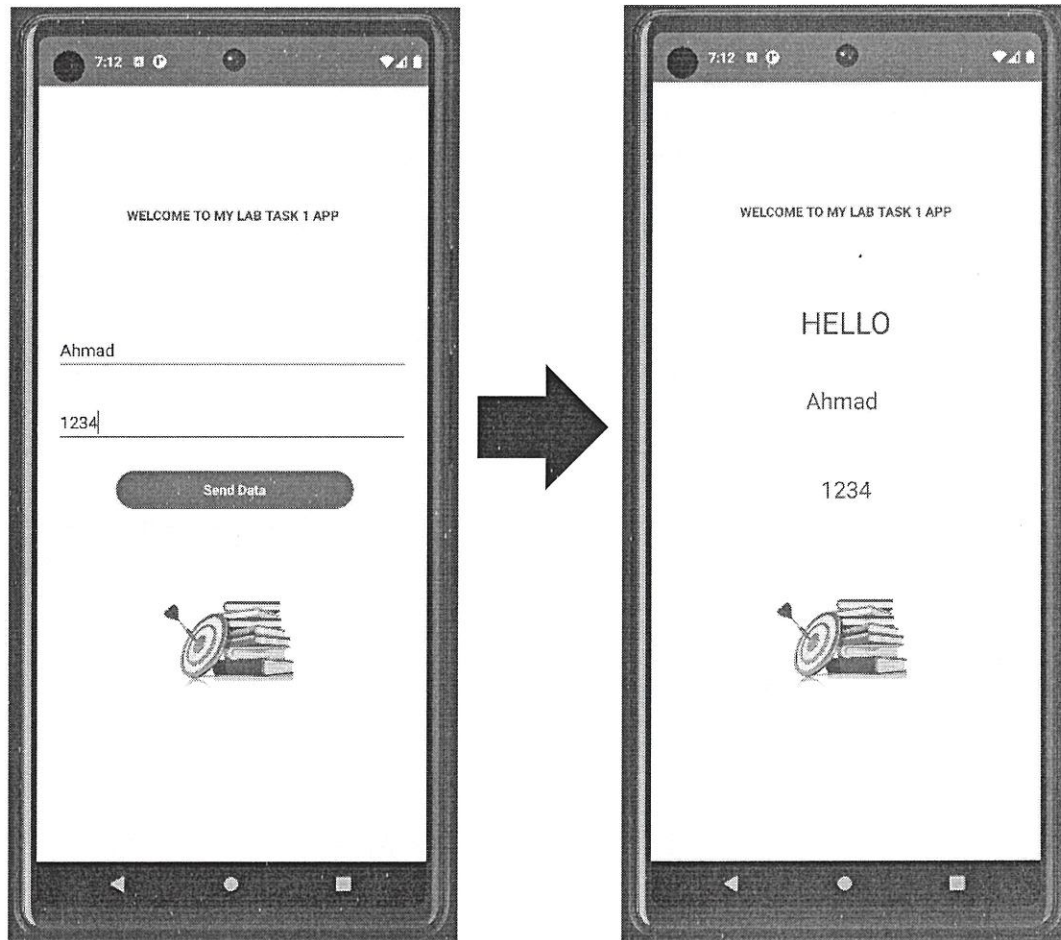 7:12
WELCOME TO MY LAB TASK 1 APP
Ahmad
1234
Send Data
7:12
WELCOME TO MY LAB TASK 1 APP
HELLO
Ahmad
1234